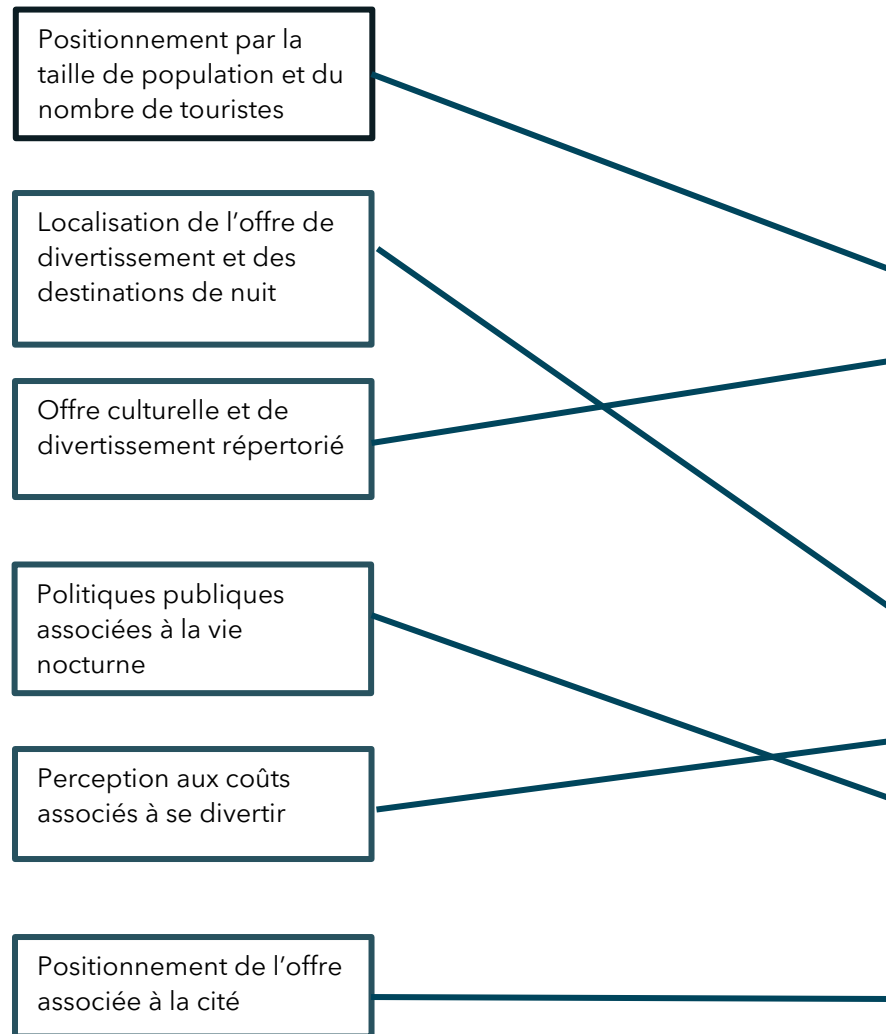 Positionnement par la
taille de population et du
nombre de touristes
Localisation de l’offre de
divertissement et des
destinations de nuit
Offre culturelle et de
divertissement répertorié
Politiques publiques
associées à la vie
nocturne
Perception aux coûts
associés à se divertir
Positionnement de l’offre
associée à la cité